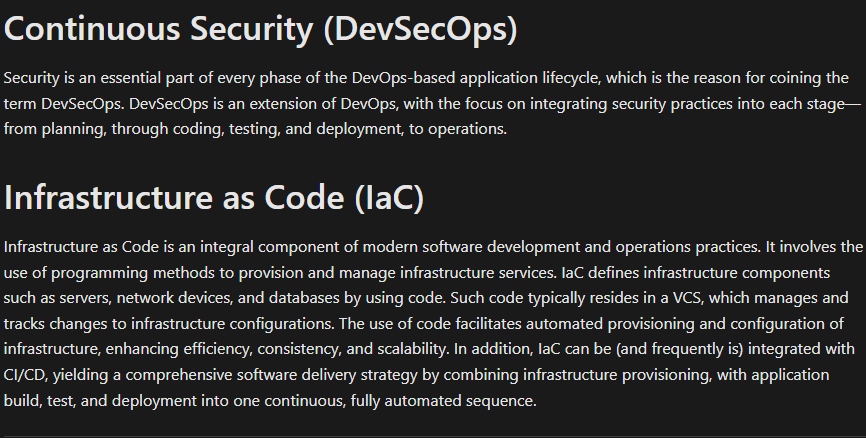 Continuous Security (DevSecOps)
Security is an essential part of every phase of the DevOps-based application lifecycle, which is the reason for coining the
term DevSecOps. DevSecOps is an extension of DevOps, with the focus on integrating security practices into each stage—
from planning, through coding, testing, and deployment, to operations.
Infrastructure as Code (IaC)
Infrastructure as Code is an integral component of modern software development and operations practices. It involves the
use of programming methods to provision and manage infrastructure services. IaC defines infrastructure components
such as servers, network devices, and databases by using code. Such code typically resides in a VCS, which manages and
tracks changes to infrastructure configurations. The use of code facilitates automated provisioning and configuration of
infrastructure, enhancing efficiency, consistency, and scalability. In addition, IaC can be (and frequently is) integrated with
CI/CD, yielding a comprehensive software delivery strategy by combining infrastructure provisioning, with application
build, test, and deployment into one continuous, fully automated sequence.